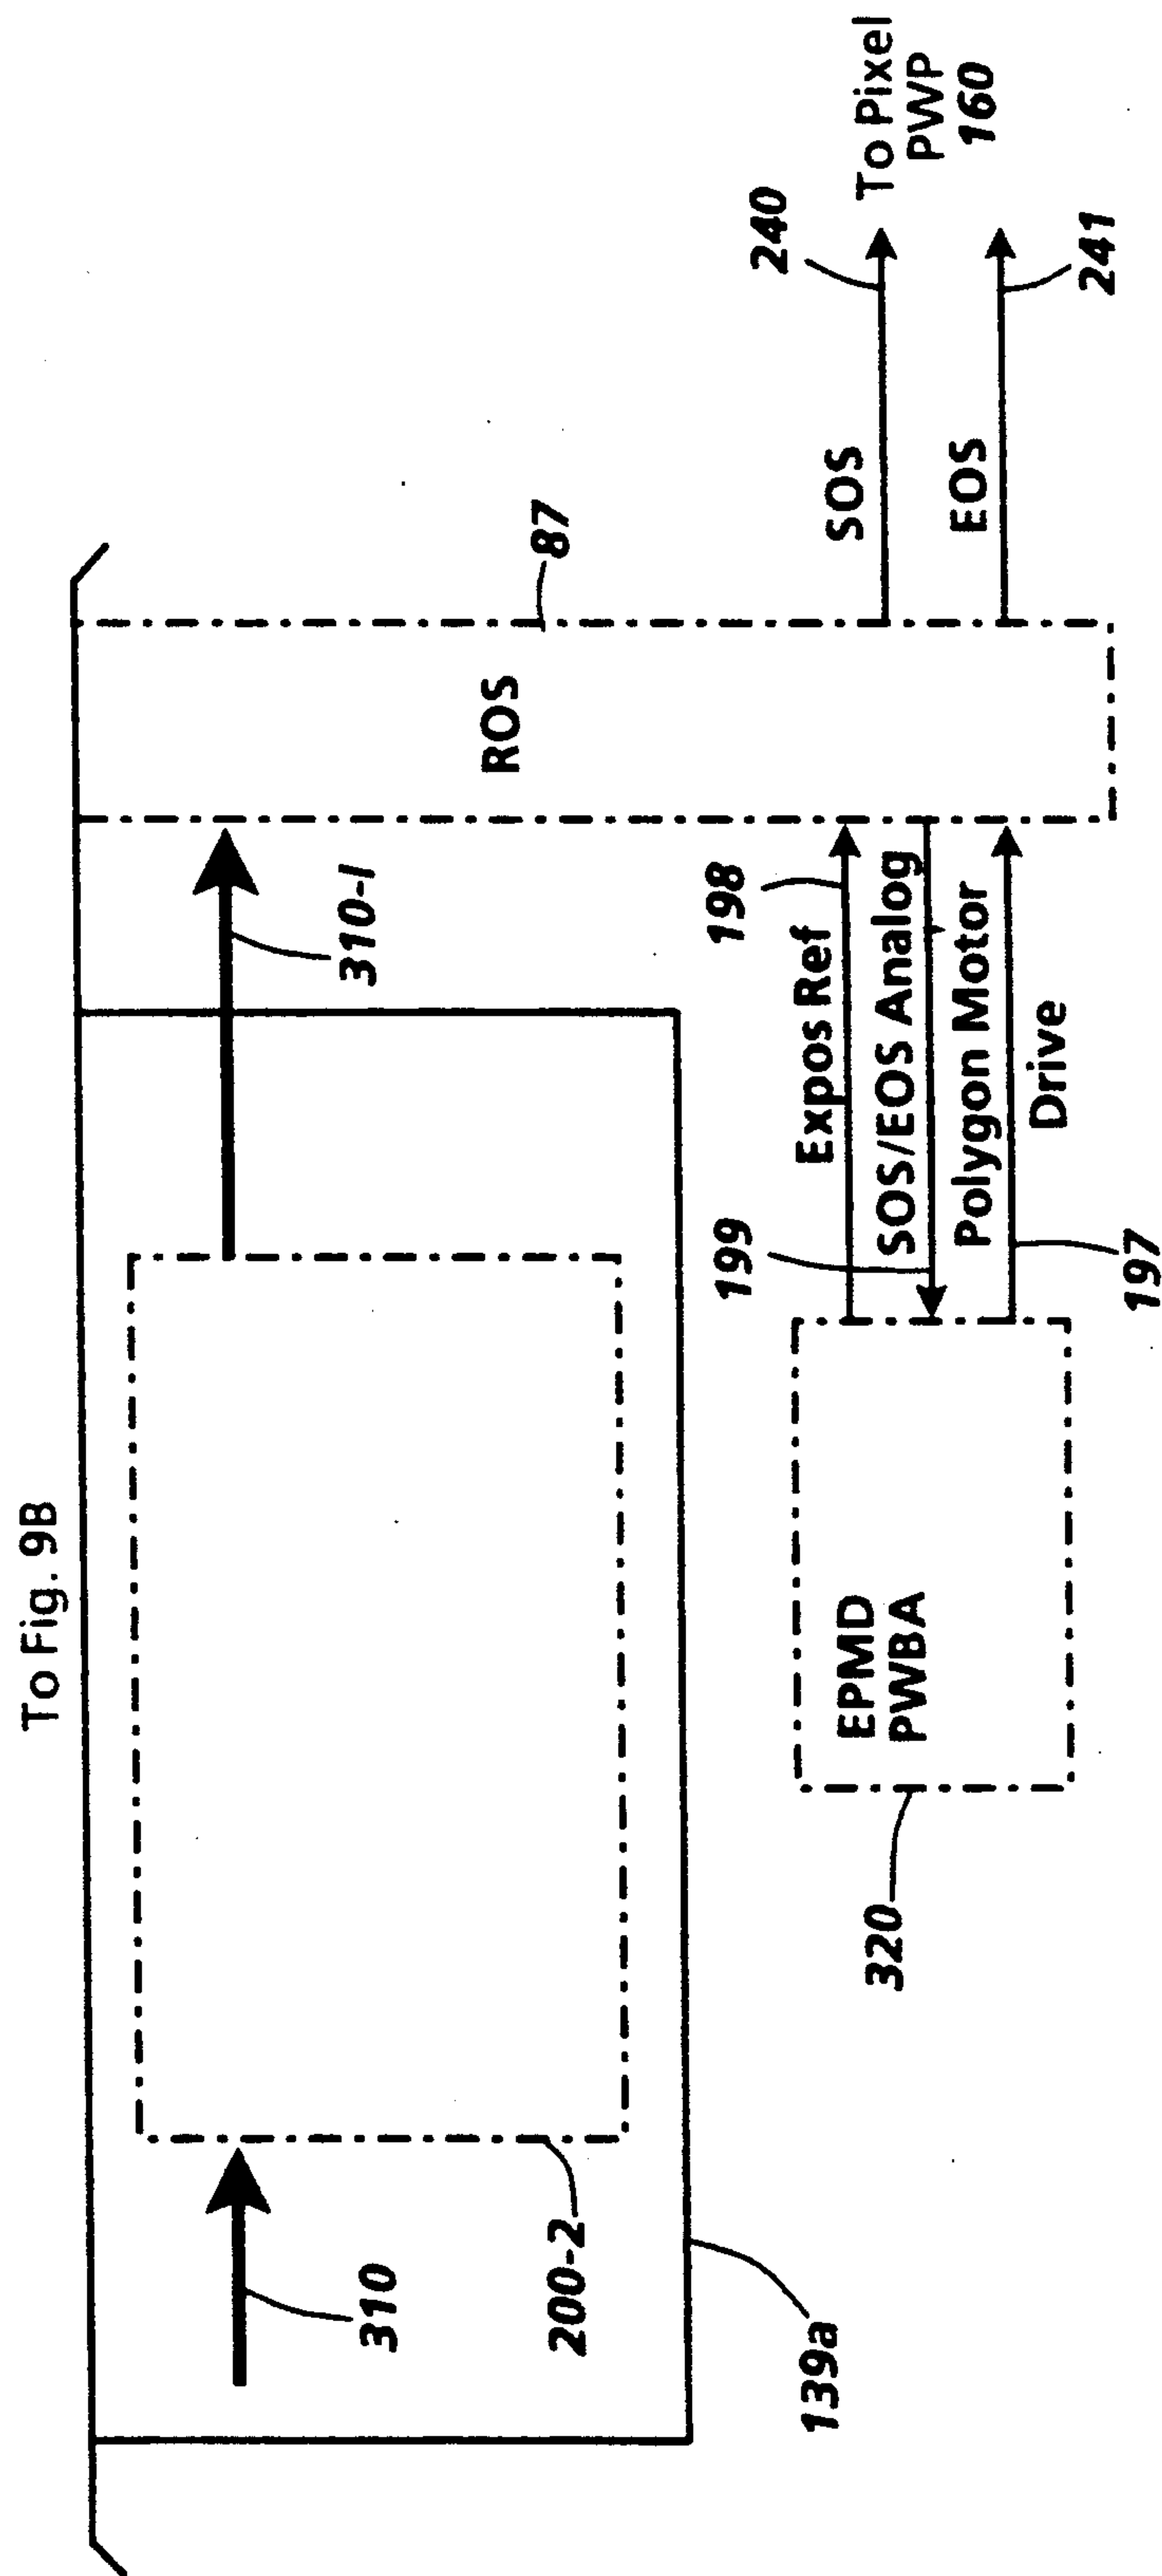 To Fig. 9B
310
200-2
139a
310-1
ROS
87
EPMD
PWBA
320
Expos Ref
198
SOS/EOS Analog
199
Polygon Motor
Drive
197
SOS
240
EOS
241
To Pixel
PWP
160